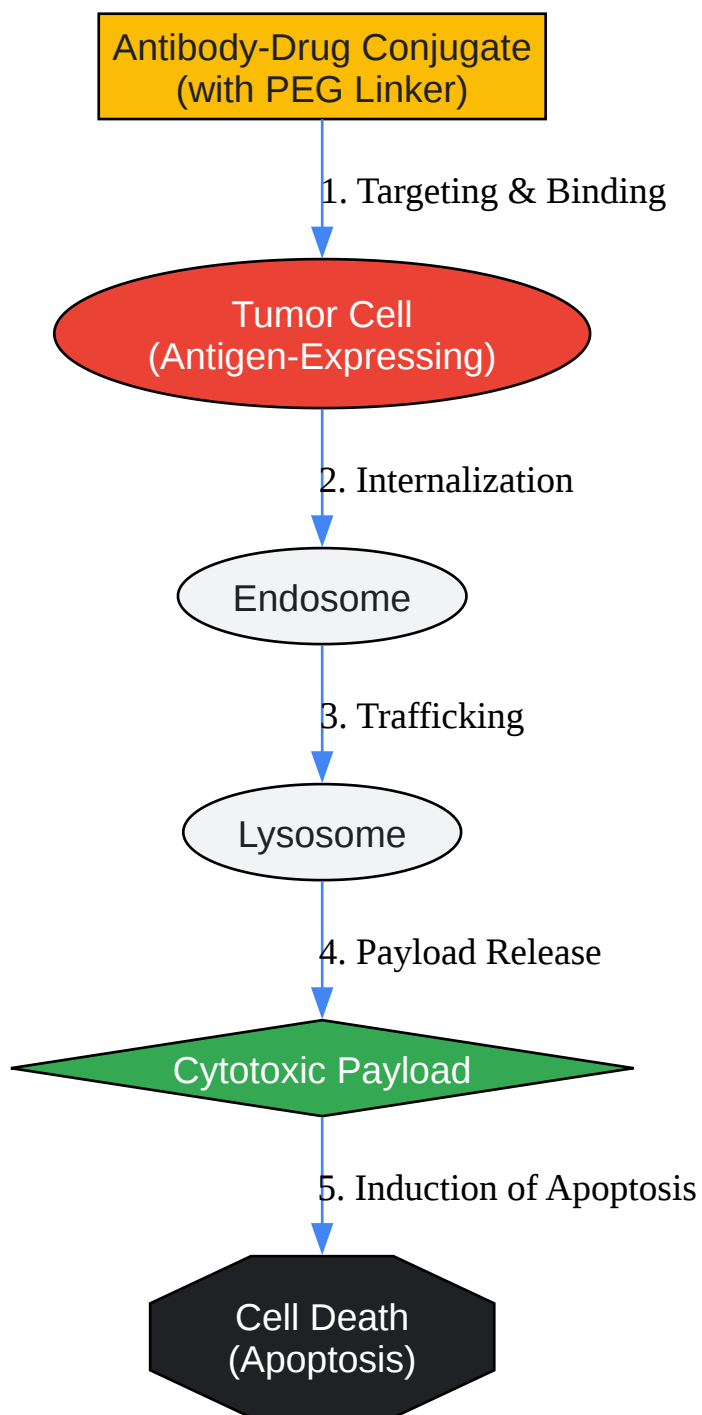 Antibody-Drug Conjugate
(with PEG Linker)
1. Targeting & Binding
Tumor Cell
(Antigen-Expressing)
2. Internalization
Endosome
3. Trafficking
Lysosome
4. Payload Release
Cytotoxic Payload
5. Induction of Apoptosis
Cell Death
(Apoptosis)